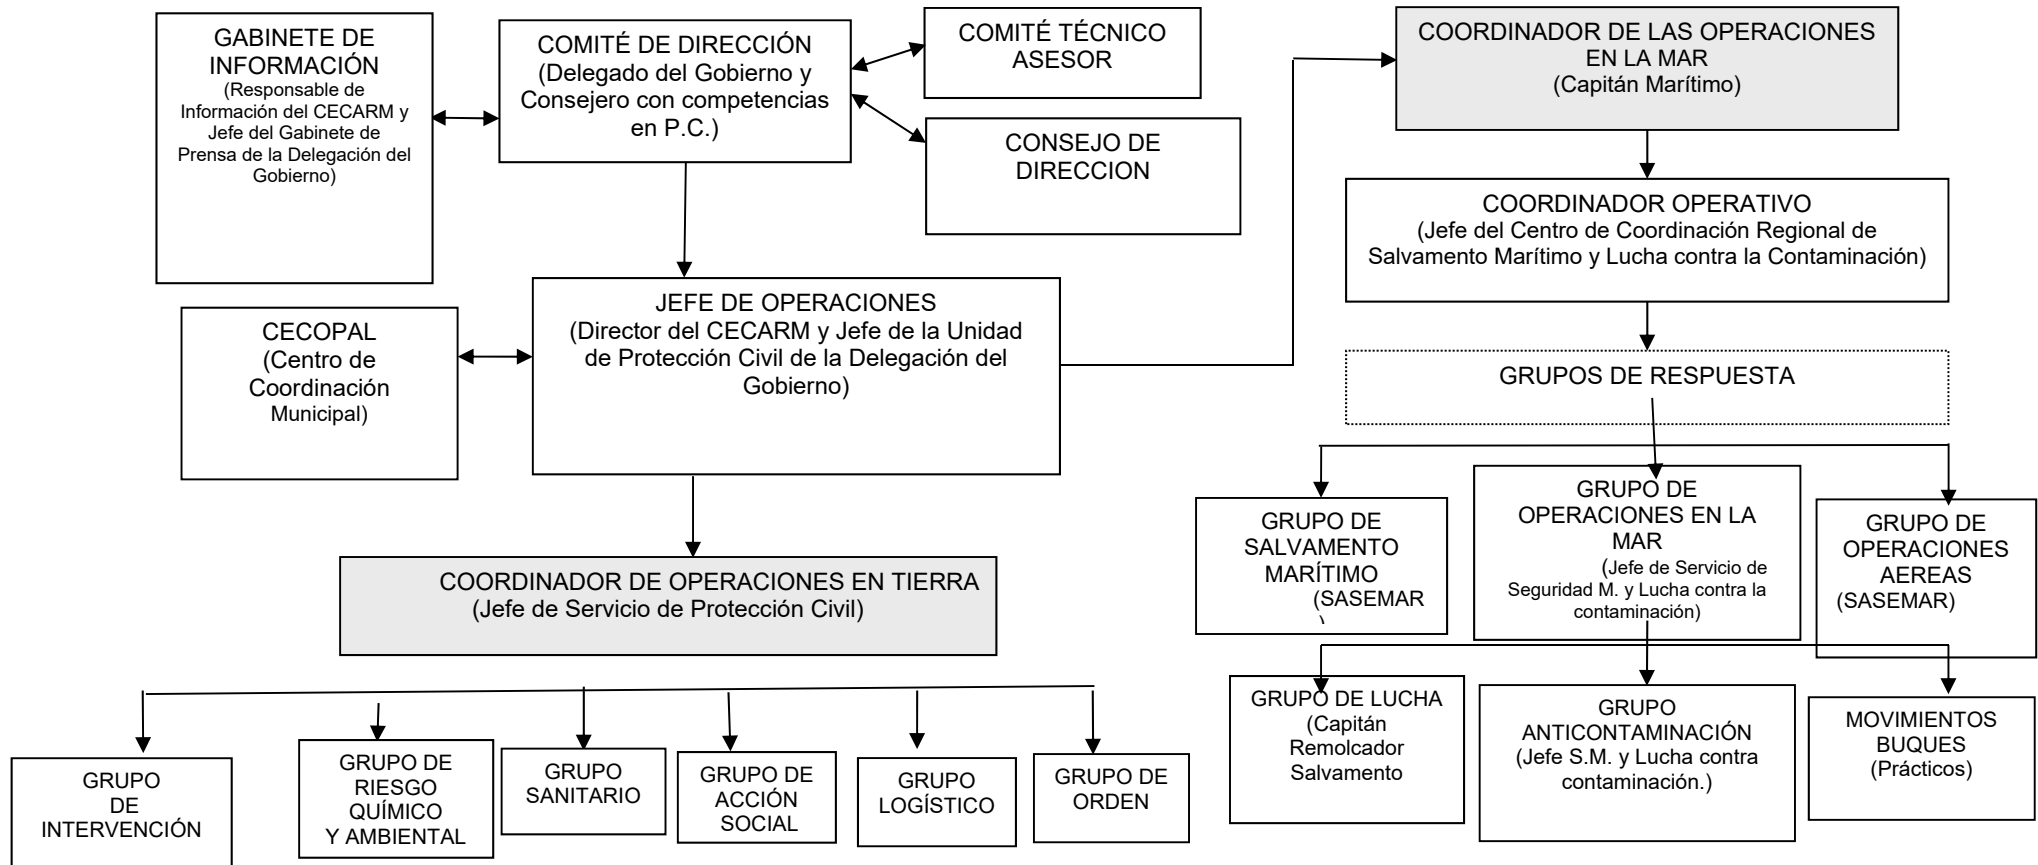 GABINETE DE
INFORMACIÓN
(Responsable de
Información del CECARM y
Jefe del Gabinete de
Prensa de la Delegación del
Gobierno)
COMITÉ DE DIRECCIÓN
(Delegado del Gobierno y
Consejero con competencias
en P.C.)
COMITÉ TÉCNICO
ASESOR
CONSEJO DE
DIRECCION
COORDINADOR DE LAS OPERACIONES
EN LA MAR
(Capitán Marítimo)
COORDINADOR OPERATIVO
(Jefe del Centro de Coordinación Regional de
Salvamento Marítimo y Lucha contra la Contaminación)
CECOPAL
(Centro de
Coordinación
Municipal)
JEFE DE OPERACIONES
(Director del CECARM y Jefe de la Unidad
de Protección Civil de la Delegación del
Gobierno)
GRUPOS DE RESPUESTA
GRUPO DE
SALVAMENTO
MARÍTIMO
(SASEMAR
)
GRUPO DE
OPERACIONES EN LA
MAR
(Jefe de Servicio de
Seguridad M. y Lucha contra la
contaminación)
GRUPO DE
OPERACIONES
AEREAS
(SASEMAR)
COORDINADOR DE OPERACIONES EN TIERRA
(Jefe de Servicio de Protección Civil)
GRUPO DE LUCHA
(Capitán
Remolcador
Salvamento
GRUPO
ANTICONTAMINACIÓN
(Jefe S.M. y Lucha contra
contaminación.)
MOVIMIENTOS
BUQUES
(Prácticos)
GRUPO
DE
INTERVENCIÓN
GRUPO DE
RIESGO
QUÍMICO
Y AMBIENTAL
GRUPO
SANITARIO
GRUPO DE
ACCIÓN
SOCIAL
GRUPO
LOGÍSTICO
GRUPO DE
ORDEN